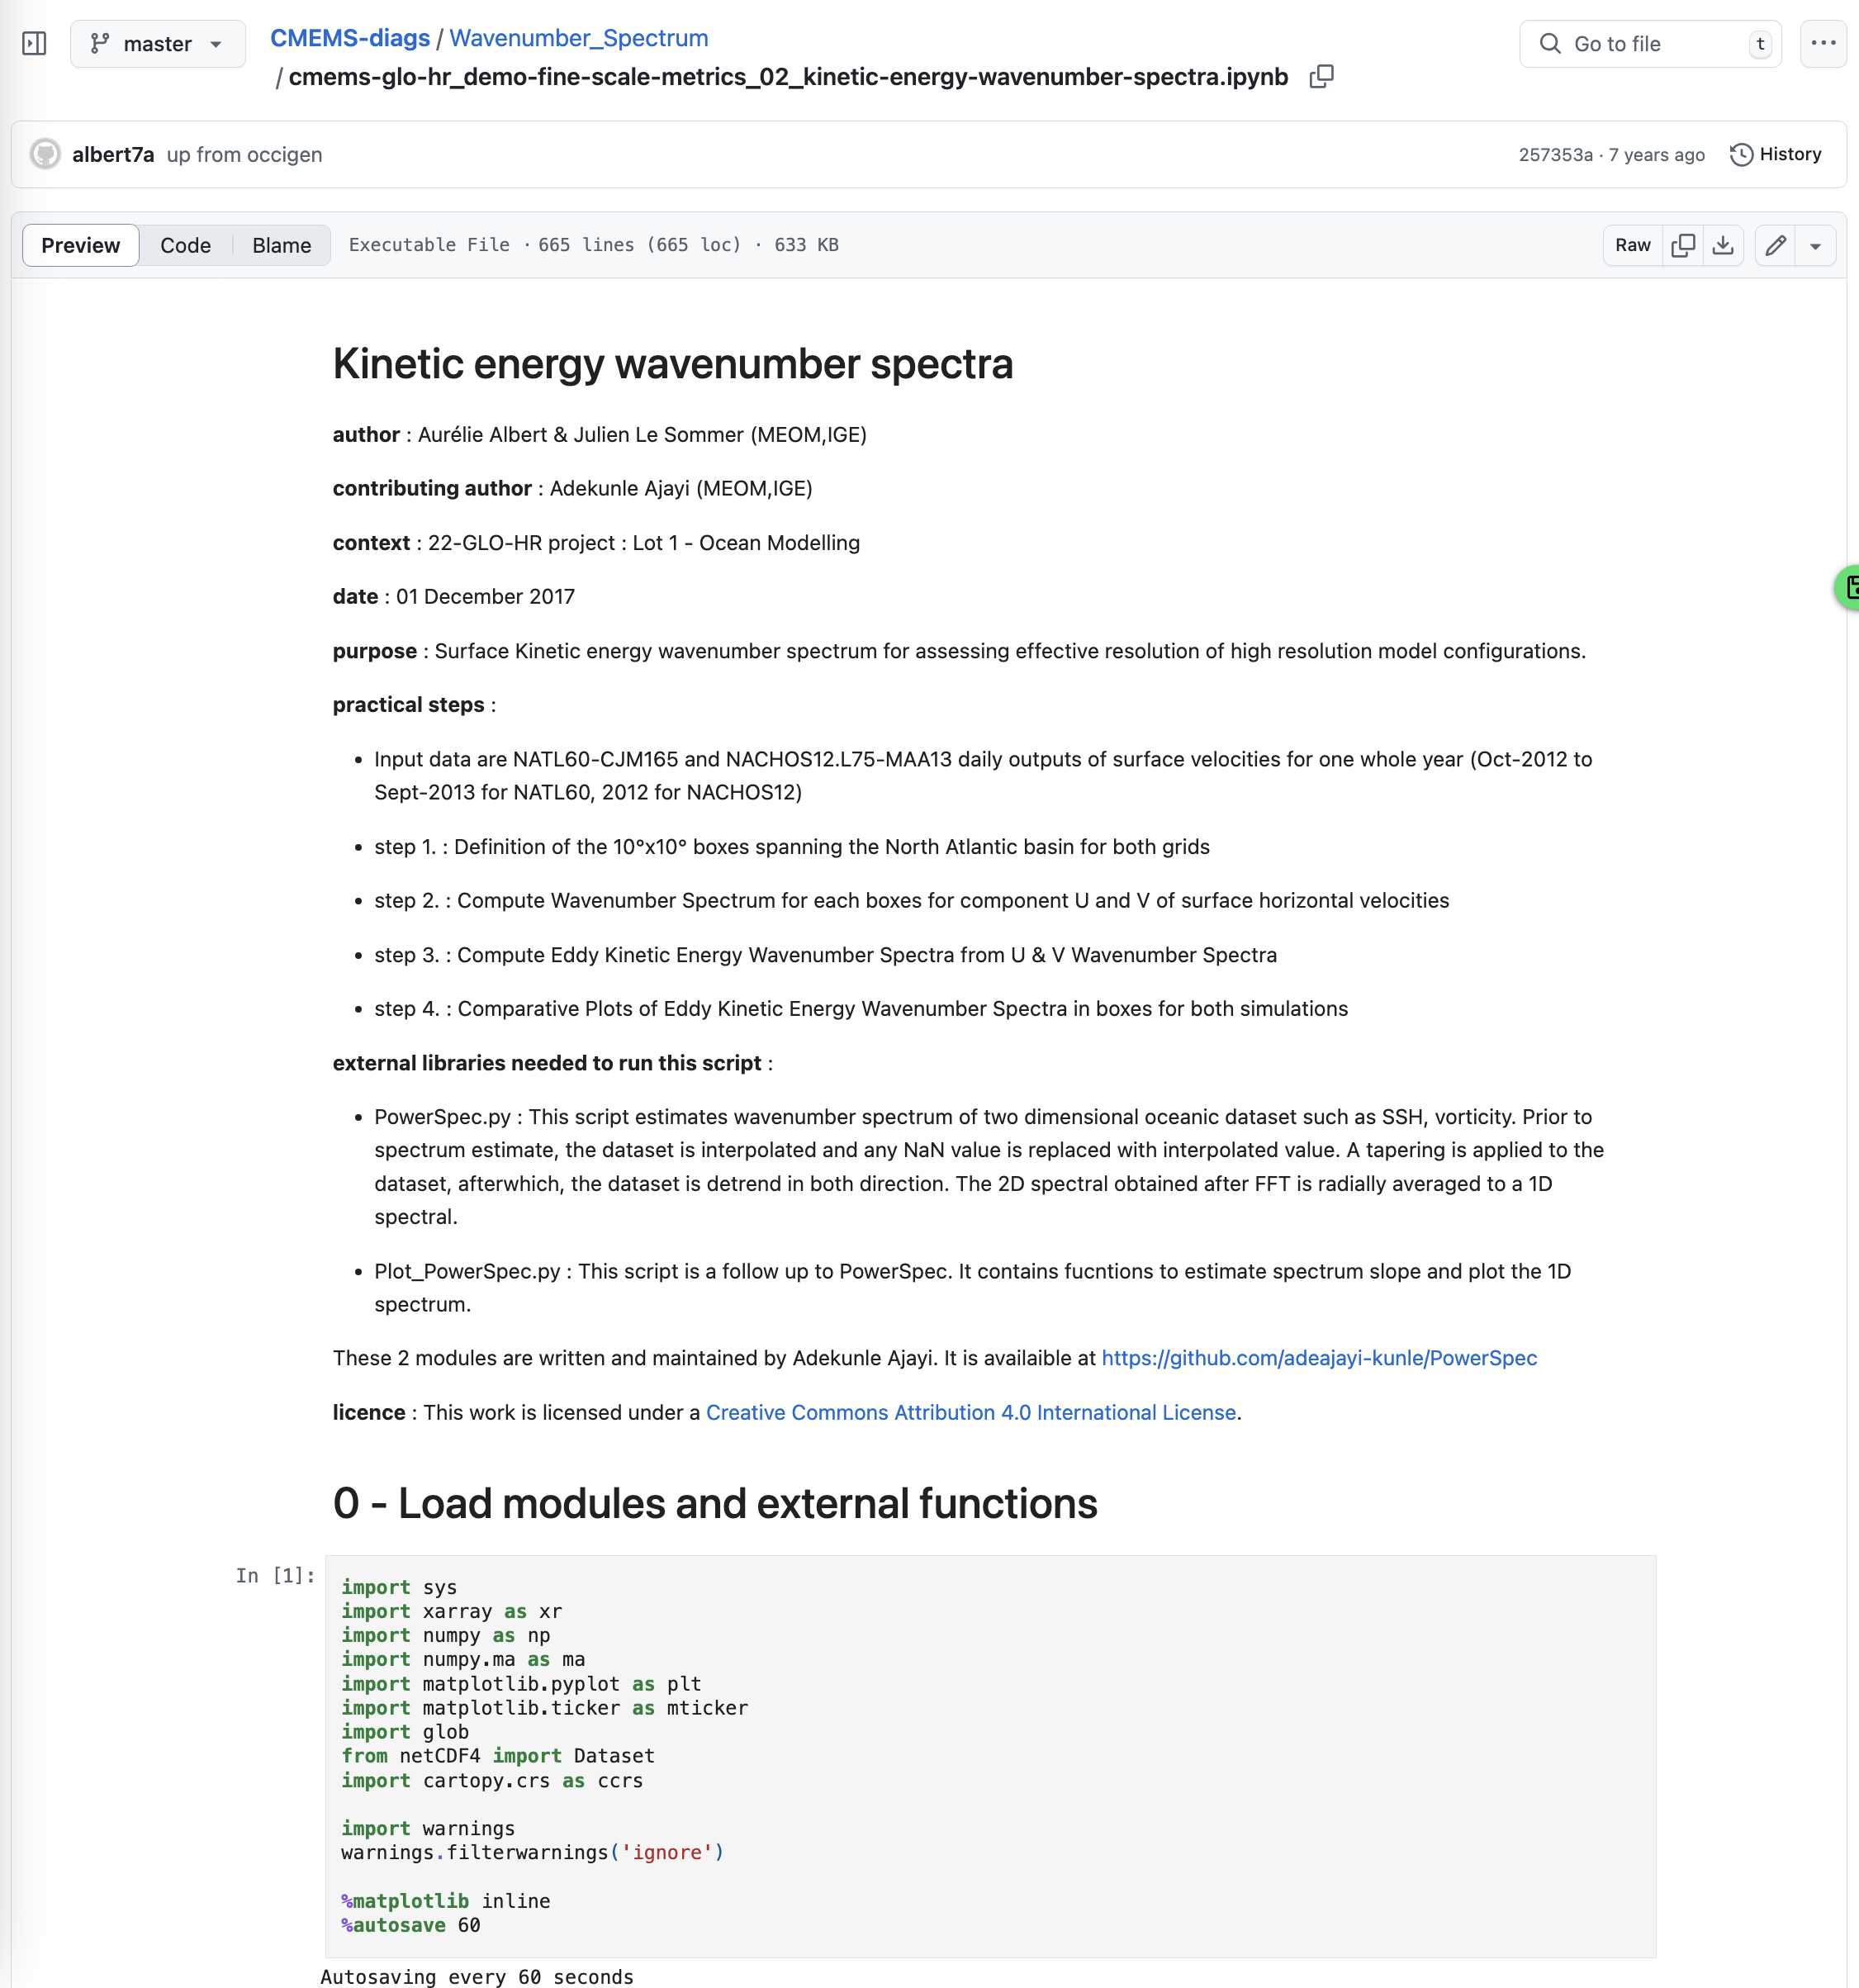 master
CMEMS-diags / Wavenumber_Spectrum
/ cmems-glo-hr_demo-fine-scale-metrics_02_kinetic-energy-wavenumber-spectra.ipynb
Go to file t
albert7a up from occigen
257353a · 7 years ago History
Preview Code Blame Executable File · 665 lines (665 loc) · 633 KB
Raw
Kinetic energy wavenumber spectra
author : Aurélie Albert & Julien Le Sommer (MEOM,IGE)
contributing author : Adekunle Ajayi (MEOM,IGE)
context : 22-GLO-HR project : Lot 1 - Ocean Modelling
date : 01 December 2017
purpose : Surface Kinetic energy wavenumber spectrum for assessing effective resolution of high resolution model configurations.
practical steps :
• Input data are NATL60-CJM165 and NACHOS12.L75-MAA13 daily outputs of surface velocities for one whole year (Oct-2012 to
Sept-2013 for NATL60, 2012 for NACHOS12)
• step 1. : Definition of the 10°x10° boxes spanning the North Atlantic basin for both grids
• step 2. : Compute Wavenumber Spectrum for each boxes for component U and V of surface horizontal velocities
• step 3. : Compute Eddy Kinetic Energy Wavenumber Spectra from U & V Wavenumber Spectra
• step 4. : Comparative Plots of Eddy Kinetic Energy Wavenumber Spectra in boxes for both simulations
external libraries needed to run this script :
• PowerSpec.py : This script estimates wavenumber spectrum of two dimensional oceanic dataset such as SSH, vorticity. Prior to
spectrum estimate, the dataset is interpolated and any NaN value is replaced with interpolated value. A tapering is applied to the
dataset, afterwhich, the dataset is detrend in both direction. The 2D spectral obtained after FFT is radially averaged to a 1D
spectral.
• Plot_PowerSpec.py : This script is a follow up to PowerSpec. It contains fucntions to estimate spectrum slope and plot the 1D
spectrum.
These 2 modules are written and maintained by Adekunle Ajayi. It is availaible at https://github.com/adeajayi-kunle/PowerSpec
licence : This work is licensed under a Creative Commons Attribution 4.0 International License.
0 - Load modules and external functions
In [1]:
import sys
import xarray as xr
import numpy as np
import numpy.ma as ma
import matplotlib.pyplot as plt
import matplotlib.ticker as mticker
import glob
from netCDF4 import Dataset
import cartopy.crs as ccrs
import warnings
warnings.filterwarnings('ignore')
%matplotlib inline
%autosave 60
Autosaving every 60 seconds